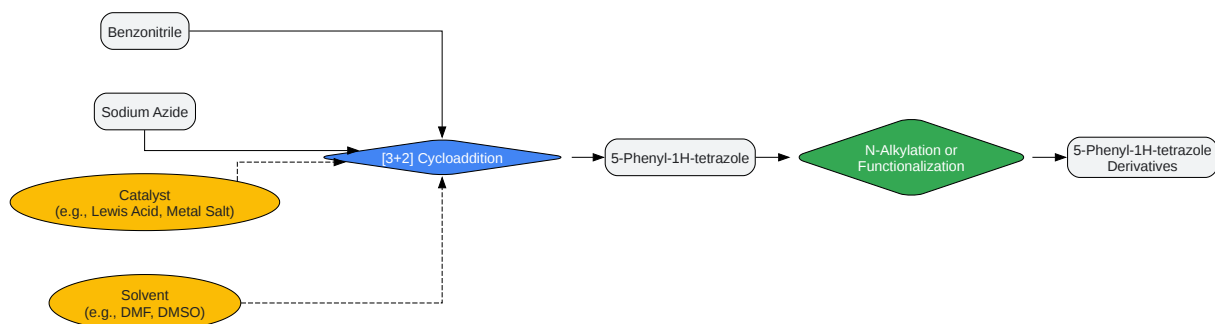 Benzonitrile
Sodium Azide
Catalyst
(e.g., Lewis Acid, Metal Salt)
Solvent
(e.g., DMF, DMSO)
[3+2] Cycloaddition
5-Phenyl-1H-tetrazole
N-Alkylation or
Functionalization
5-Phenyl-1H-tetrazole
Derivatives